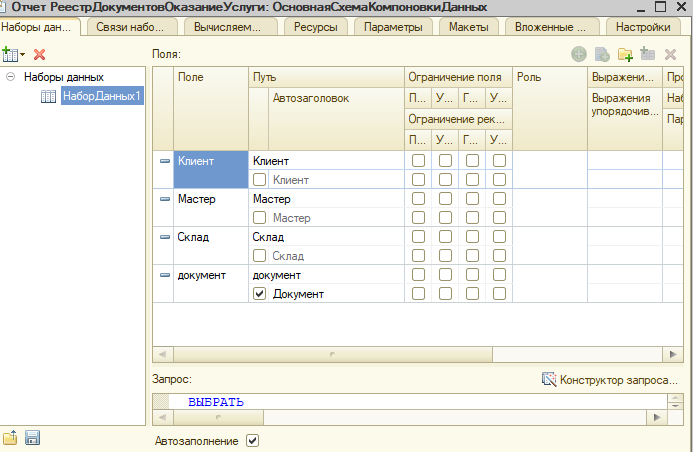 Отчет РеестрДокументовОказаниеУслуги: ОсновнаяСхемаКомпоновкиДанных
Наборы дан... Связи набо... Вычисляем... Ресурсы Параметры Макеты Вложенные ... Настройки
Поля:
Наборы данных
НаборДанных1
Поле Путь Ограничение поля Роль Выражени... Про
Автозаголовок П... У... Г... У... Выражения упорядочив... Наб
Ограничение рек...
П... У... Г... У... Пар
Клиент Клиент
Клиент
Мастер Мастер
Мастер
Склад Склад
Склад
документ документ
Документ
Запрос: Конструктор запроса...
ВЫБРАТЬ
Автозаполнение